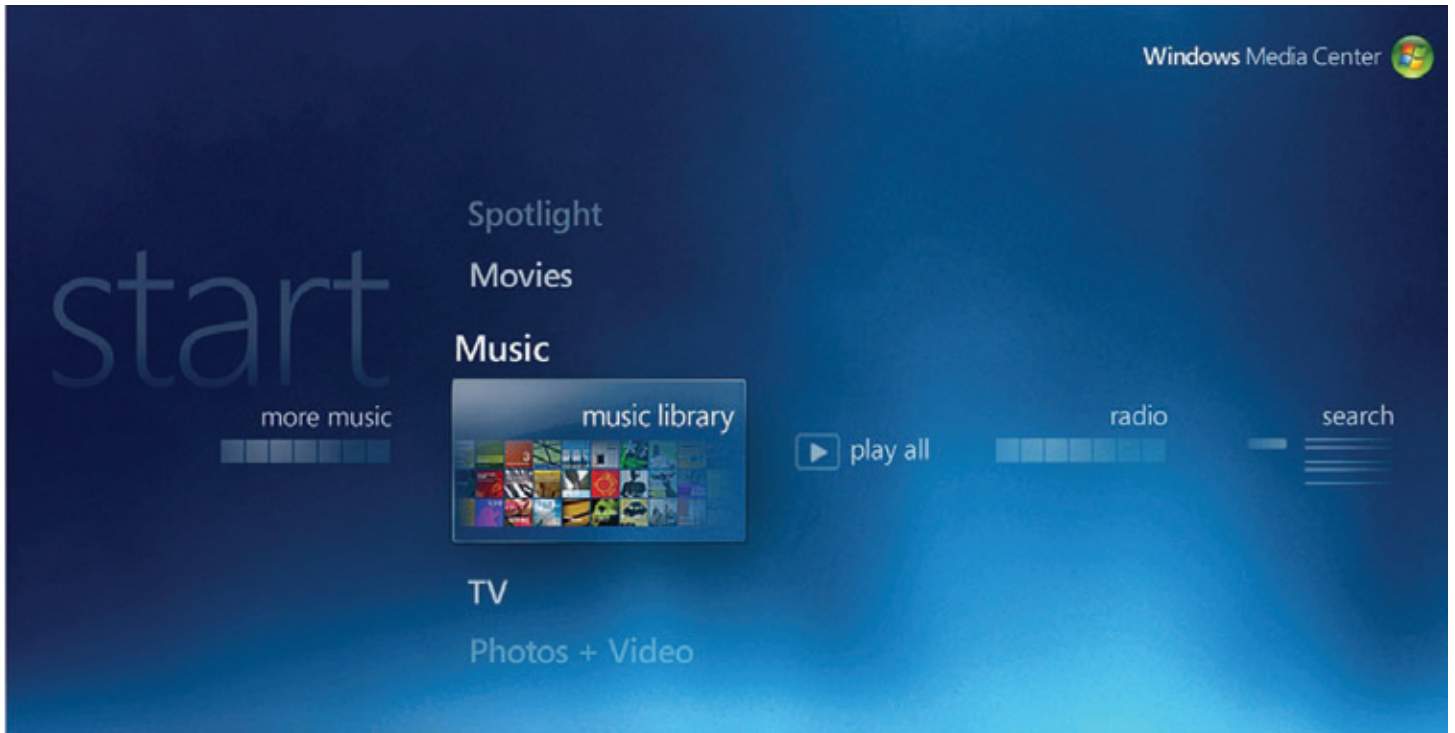 Windows Media Center
Spotlight
Movies
start
Music
more music
music library
play all
radio
search
TV
Photos + Video